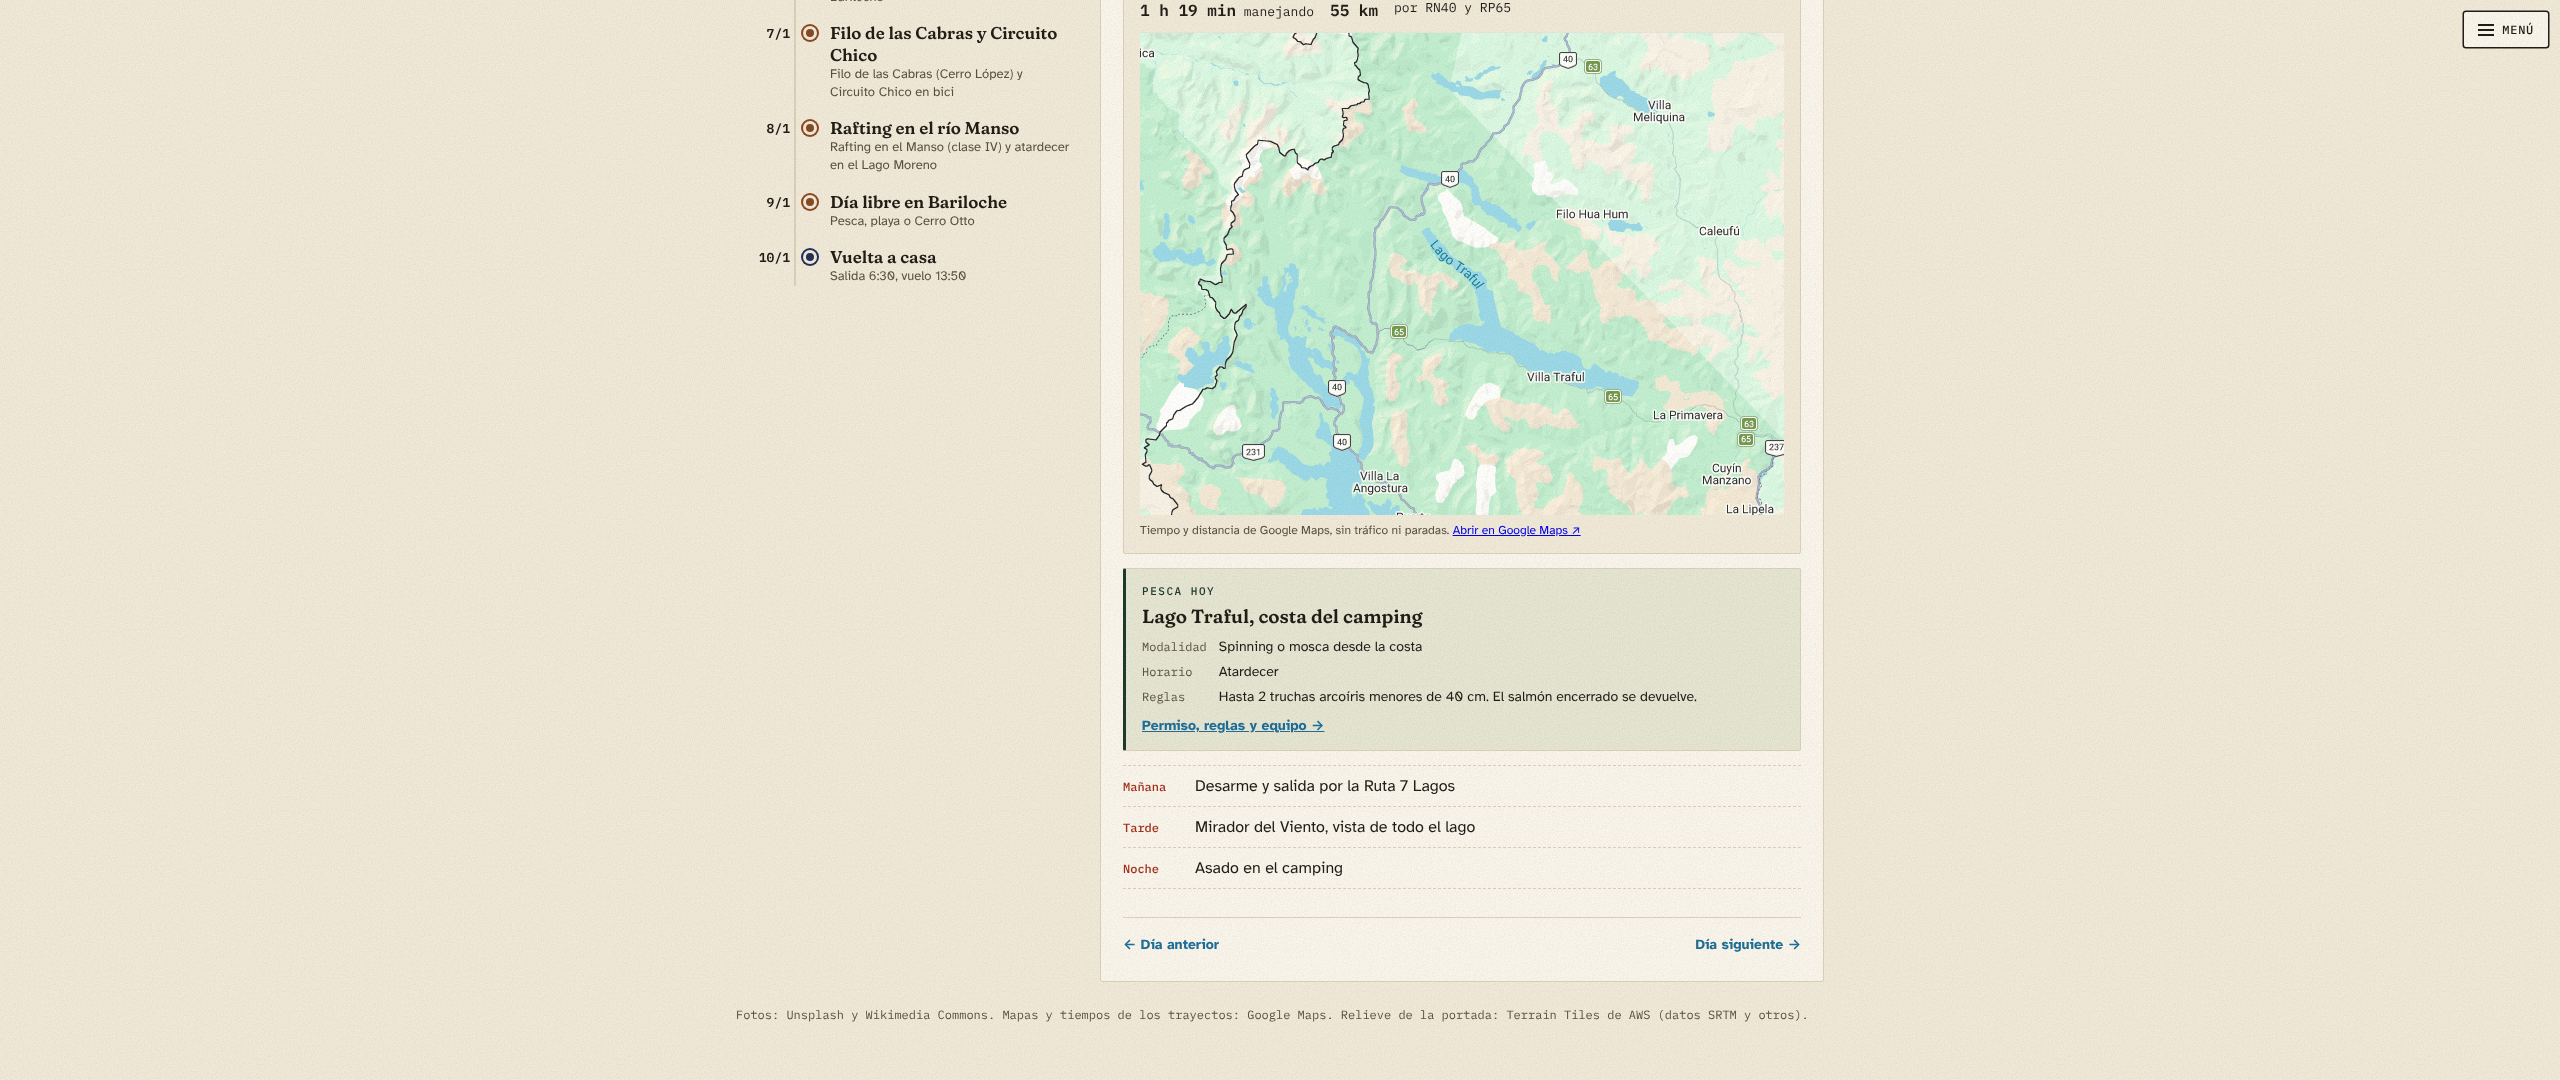 MENÚ
7/1
Filo de las Cabras y Circuito
Chico
Filo de las Cabras (Cerro López) y
Circuito Chico en bici
8/1
Rafting en el río Manso
Rafting en el Manso (clase IV) y atardecer
en el Lago Moreno
9/1
Día libre en Bariloche
Pesca, playa o Cerro Otto
10/1
Vuelta a casa
Salida 6:30, vuelo 13:50
1 h 19 min manejando 55 km por RN40 y RP65
ica
40
63
Villa
Meliquina
40
Filo Hua Hum
Caleufú
Lago Traful
65
Villa Traful
40
65
La Primavera
63
65
40
231
237
Villa La
Angostura
Cuyín
Manzano
La Lipela
Tiempo y distancia de Google Maps, sin tráfico ni paradas. Abrir en Google Maps ↗
PESCA HOY
Lago Traful, costa del camping
Modalidad Spinning o mosca desde la costa
Horario Atardecer
Reglas Hasta 2 truchas arcoíris menores de 40 cm. El salmón encerrado se devuelve.
Permiso, reglas y equipo →
Mañana Desarme y salida por la Ruta 7 Lagos
Tarde Mirador del Viento, vista de todo el lago
Noche Asado en el camping
← Día anterior
Día siguiente →
Fotos: Unsplash y Wikimedia Commons. Mapas y tiempos de los trayectos: Google Maps. Relieve de la portada: Terrain Tiles de AWS (datos SRTM y otros).